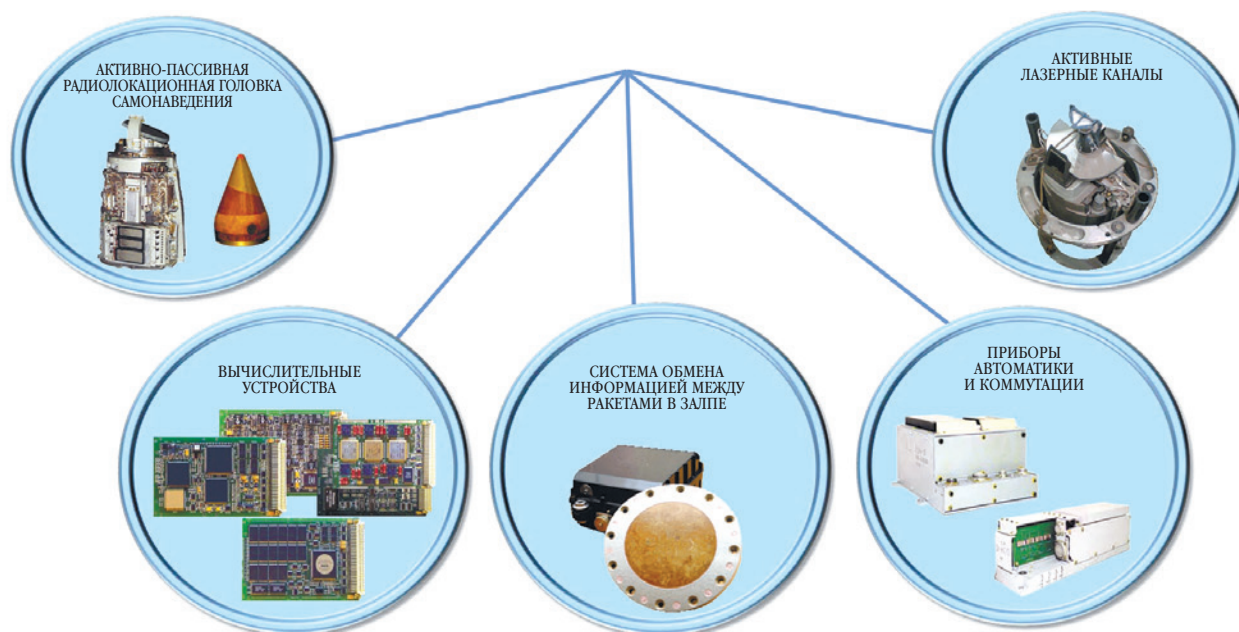 АКТИВНО-ПАССИВНАЯ
РАДИОЛОКАЦИОННАЯ ГОЛОВКА
САМОНАВЕДЕНИЯ
АКТИВНЫЕ
ЛАЗЕРНЫЕ КАНАЛЫ
ВЫЧИСЛИТЕЛЬНЫЕ
УСТРОЙСТВА
СИСТЕМА ОБМЕНА
ИНФОРМАЦИЕЙ МЕЖДУ
РАКЕТАМИ В ЗАЛПЕ
ПРИБОРЫ
АВТОМАТИКИ
И КОММУТАЦИИ